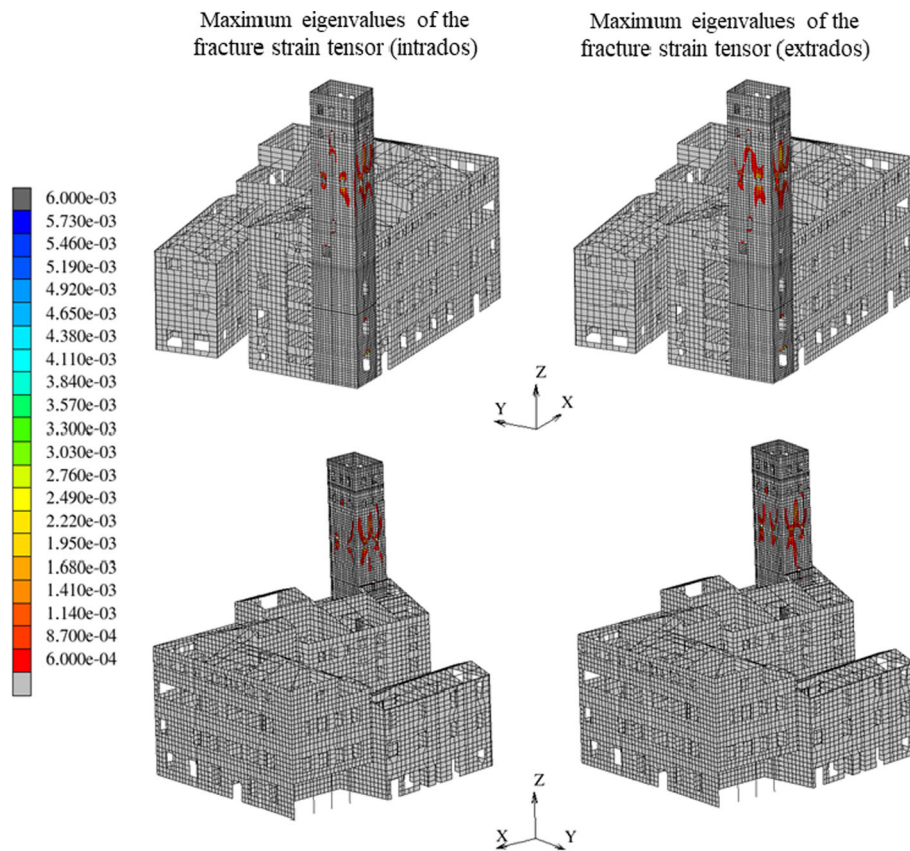 Maximum eigenvalues of the
fracture strain tensor (intrados)
Maximum eigenvalues of the
fracture strain tensor (extrados)
6.000e-03
5.730e-03
5.460e-03
5.190e-03
4.920e-03
4.650e-03
4.380e-03
4.110e-03
3.840e-03
3.570e-03
3.300e-03
3.030e-03
2.760e-03
2.490e-03
2.220e-03
1.950e-03
1.680e-03
1.410e-03
1.140e-03
8.700e-04
6.000e-04
Z
Y
X
Z
X
Y